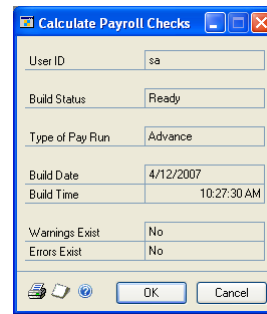 Calculate Payroll Checks
User ID sa
Build Status Ready
Type of Pay Run Advance
Build Date 4/12/2007
Build Time 10:27:30 AM
Warnings Exist No
Errors Exist No
OK Cancel